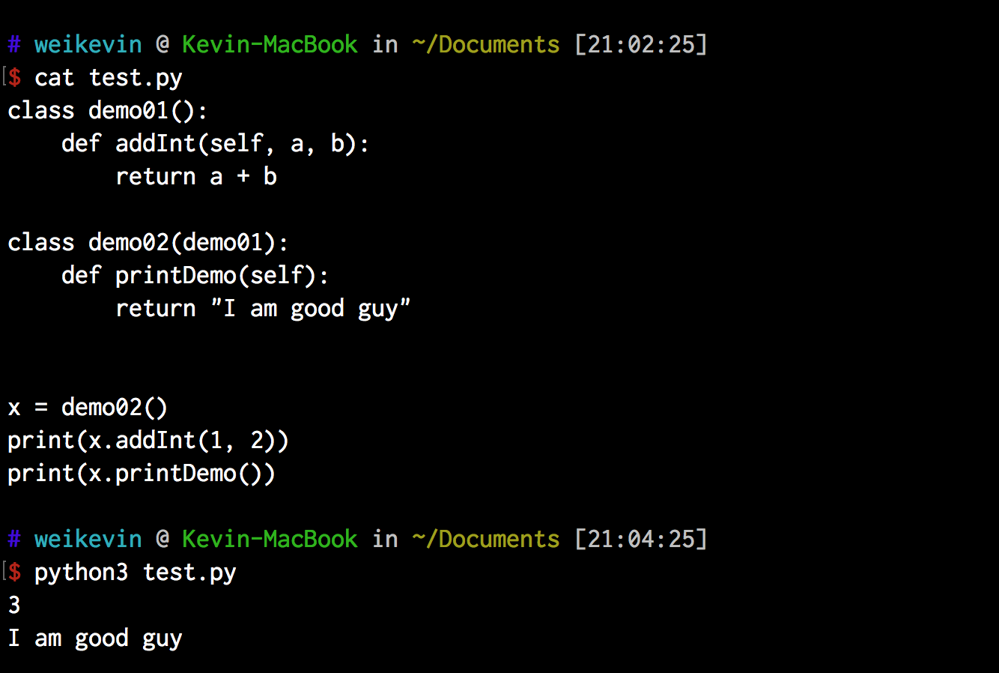 # weikevin @ Kevin-MacBook in ~/Documents [21:02:25]
[$ cat test.py
class demo01():
    def addInt(self, a, b):
        return a + b

class demo02(demo01):
    def printDemo(self):
        return "I am good guy"


x = demo02()
print(x.addInt(1, 2))
print(x.printDemo())

# weikevin @ Kevin-MacBook in ~/Documents [21:04:25]
[$ python3 test.py
3
I am good guy